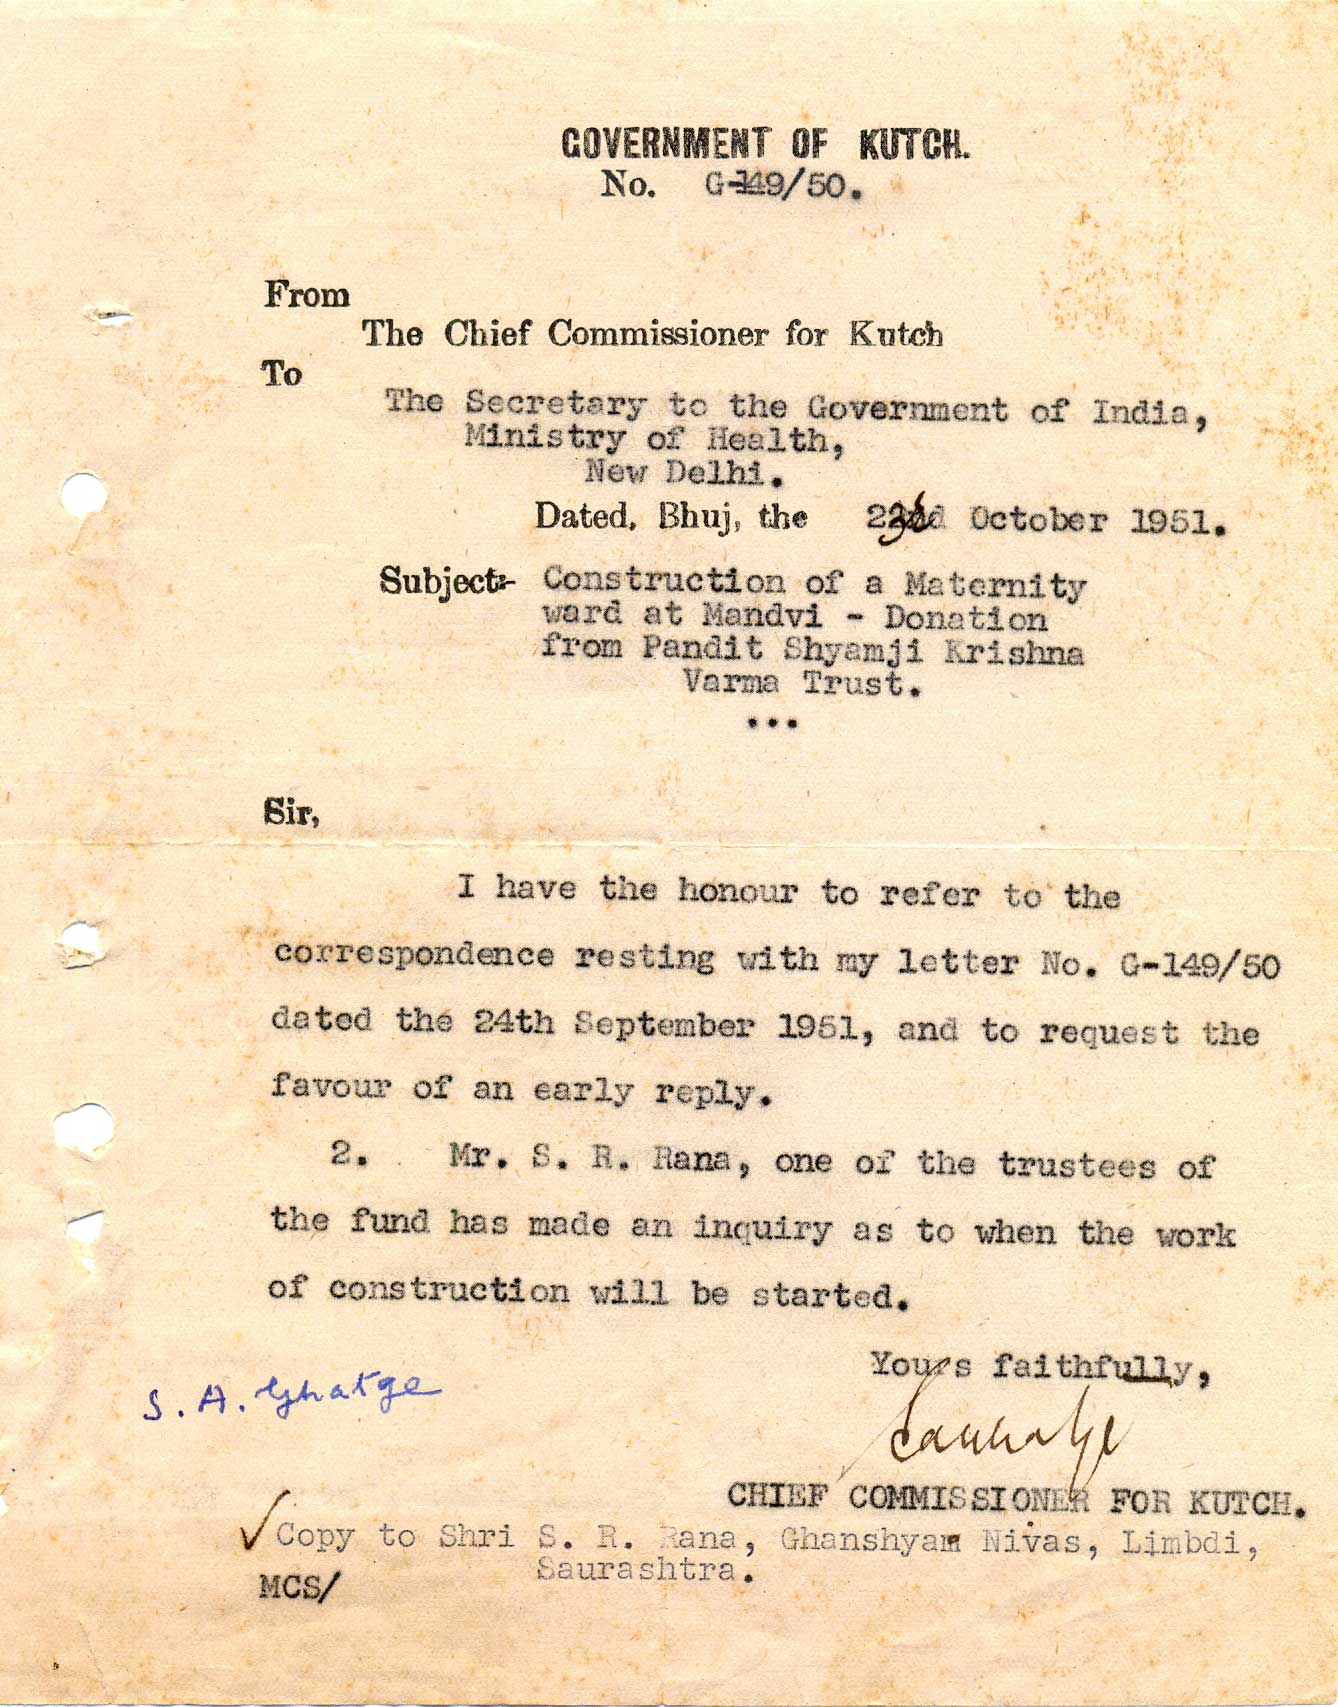 GOVERNMENT OF KUTCH.
No. G-149/50.
From
The Chief Commissioner for Kutch
To
The Secretary to the Government of India,
Ministry of Health,
New Delhi.
Dated, Bhuj, the 23d October 1951.
Subject:- Construction of a Maternity
ward at Mandvi - Donation
from Pandit Shyamji Krishna
Varma Trust.
...
Sir,
I have the honour to refer to the
correspondence resting with my letter No. G-149/50
dated the 24th September 1951, and to request the
favour of an early reply.
2. Mr. S. R. Rana, one of the trustees of
the fund has made an inquiry as to when the work
of construction will be started.
Yours faithfully,
S. A. Ghatge
CHIEF COMMISSIONER FOR KUTCH.
✓ Copy to Shri S. R. Rana, Ghanshyam Nivas, Limbdi,
Saurashtra.
MCS/